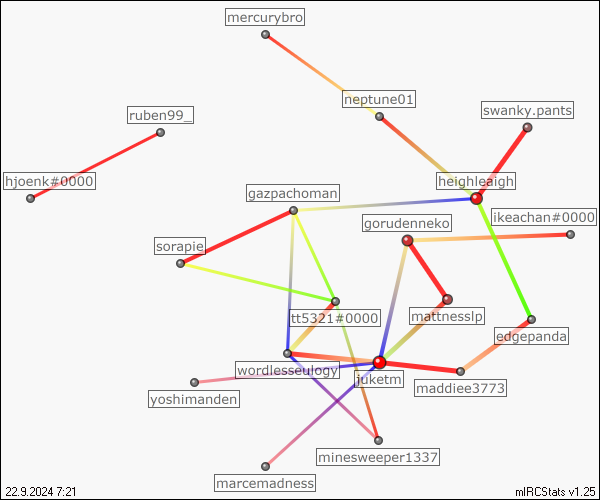 mercurybro
neptune01
swanky.pants
ruben99_
hjoenk#0000
heighleaigh
gazpachoman
ikeachan#0000
gorudenneko
sorapie
mattnesslp
tt5321#0000
edgepanda
wordlesseulogy
juketm
maddiee3773
yoshimanden
minesweeper1337
marcemadness
22.9.2024 7:21
mIRCStats v1.25